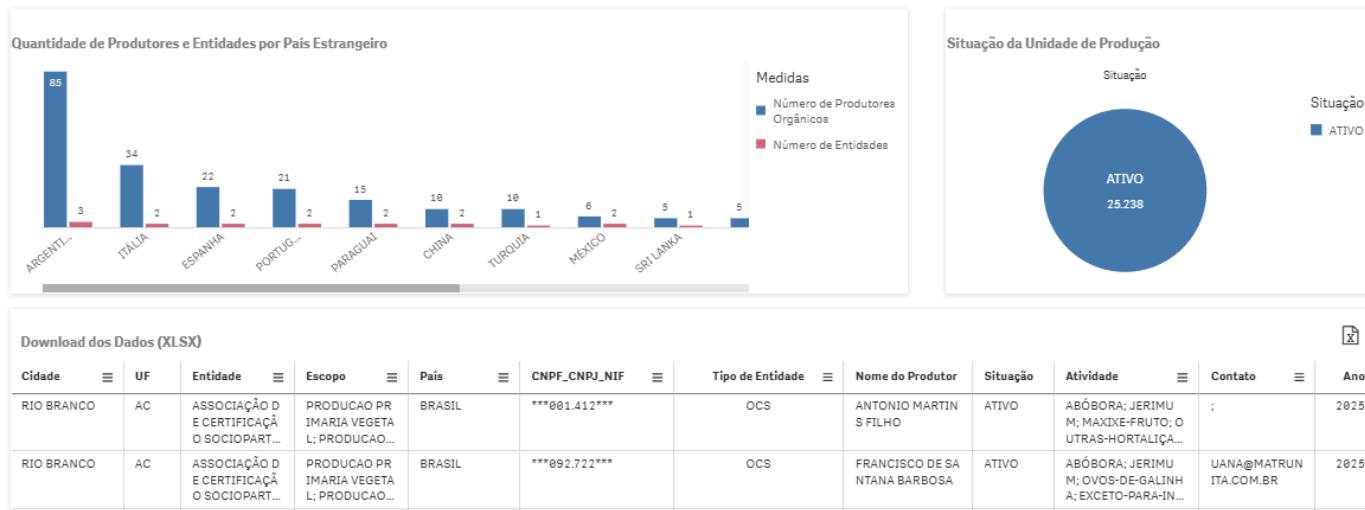 Quantidade de Produtores e Entidades por País Estrangeiro
85
3
34
2
22
2
21
2
15
2
10
2
10
1
6
2
5
1
5
ARGENTI...
ITÁLIA
ESPANHA
PORTUG...
PARAGUAI
CHINA
TURQUIA
MÉXICO
SRI LANKA
Medidas
Número de Produtores
Orgânicos
Número de Entidades
Situação da Unidade de Produção
Situação
ATIVO
25.238
Situação
ATIVO
Download dos Dados (XLSX)
Cidade UF Entidade Escopo País CNPF_CNPJ_NIF Tipo de Entidade Nome do Produtor Situação Atividade Contato Ano
RIO BRANCO AC ASSOCIAÇÃO D PRODUCAO PR BRASIL ***001.412*** OCS ANTONIO MARTIN ATIVO ABÓBORA; JERIMU ; 2025
E CERTIFICAÇÃ IMARIA VEGETA S FILHO M; MAXIXE-FRUTO; O
O SOCIOPART... L; PRODUCAO... UTRAS-HORTALIÇA...
RIO BRANCO AC ASSOCIAÇÃO D PRODUCAO PR BRASIL ***092.722*** OCS FRANCISCO DE SA ATIVO ABÓBORA; JERIMU UANA@MATRUN 2025
E CERTIFICAÇÃ IMARIA VEGETA NTANA BARBOSA M; OVOS-DE-GALINH ITA.COM.BR
O SOCIOPART... L; PRODUCAO... A; EXCETO-PARA-IN...